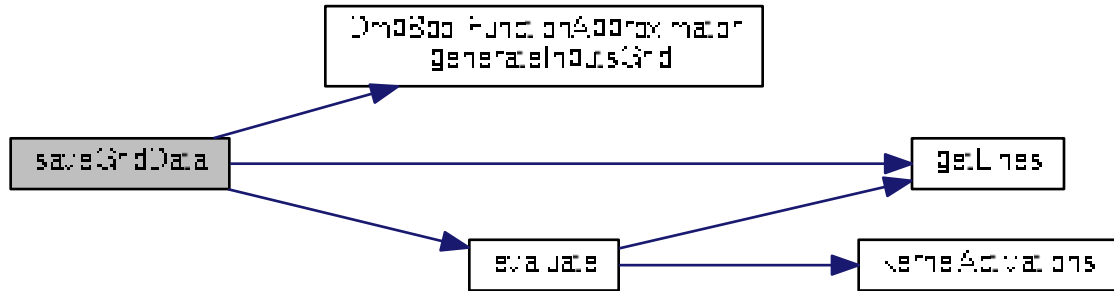 DmpBbo::FunctionApproximator
::generateInputsGrid
saveGridData
getLines
evaluate
kernelActivations